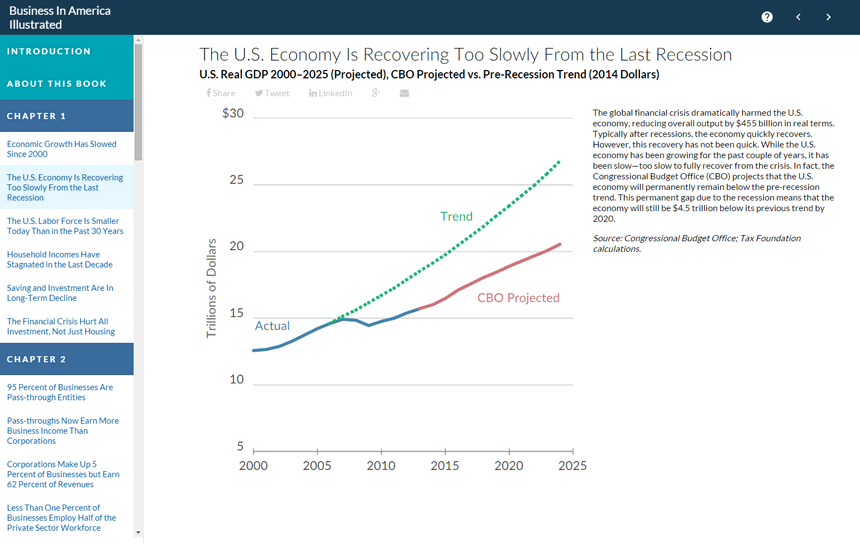 Business In America
Illustrated
?
INTRODUCTION
ABOUT THIS BOOK
CHAPTER 1
Economic Growth Has Slowed
Since 2000
The U.S. Economy Is Recovering
Too Slowly From the Last
Recession
The U.S. Labor Force Is Smaller
Today Than in the Past 30 Years
Household Incomes Have
Stagnated in the Last Decade
Saving and Investment Are In
Long-Term Decline
The Financial Crisis Hurt All
Investment, Not Just Housing
CHAPTER 2
95 Percent of Businesses Are
Pass-through Entities
Pass-throughs Now Earn More
Business Income Than
Corporations
Corporations Make Up 5
Percent of Businesses but Earn
62 Percent of Revenues
Less Than One Percent of
Businesses Employ Half of the
Private Sector Workforce
The U.S. Economy Is Recovering Too Slowly From the Last Recession
U.S. Real GDP 2000–2025 (Projected), CBO Projected vs. Pre-Recession Trend (2014 Dollars)
Share Tweet LinkedIn
$30
25
20
15
10
5
Trillions of Dollars
Trend
CBO Projected
Actual
2000 2005 2010 2015 2020 2025
The global financial crisis dramatically harmed the U.S.
economy, reducing overall output by $455 billion in real terms.
Typically after recessions, the economy quickly recovers.
However, this recovery has not been quick. While the U.S.
economy has been growing for the past couple of years, it has
been slow—too slow to fully recover from the crisis. In fact, the
Congressional Budget Office (CBO) projects that the U.S.
economy will permanently remain below the pre-recession
trend. This permanent gap due to the recession means that the
economy will still be $4.5 trillion below its previous trend by
2020.
Source: Congressional Budget Office; Tax Foundation
calculations.